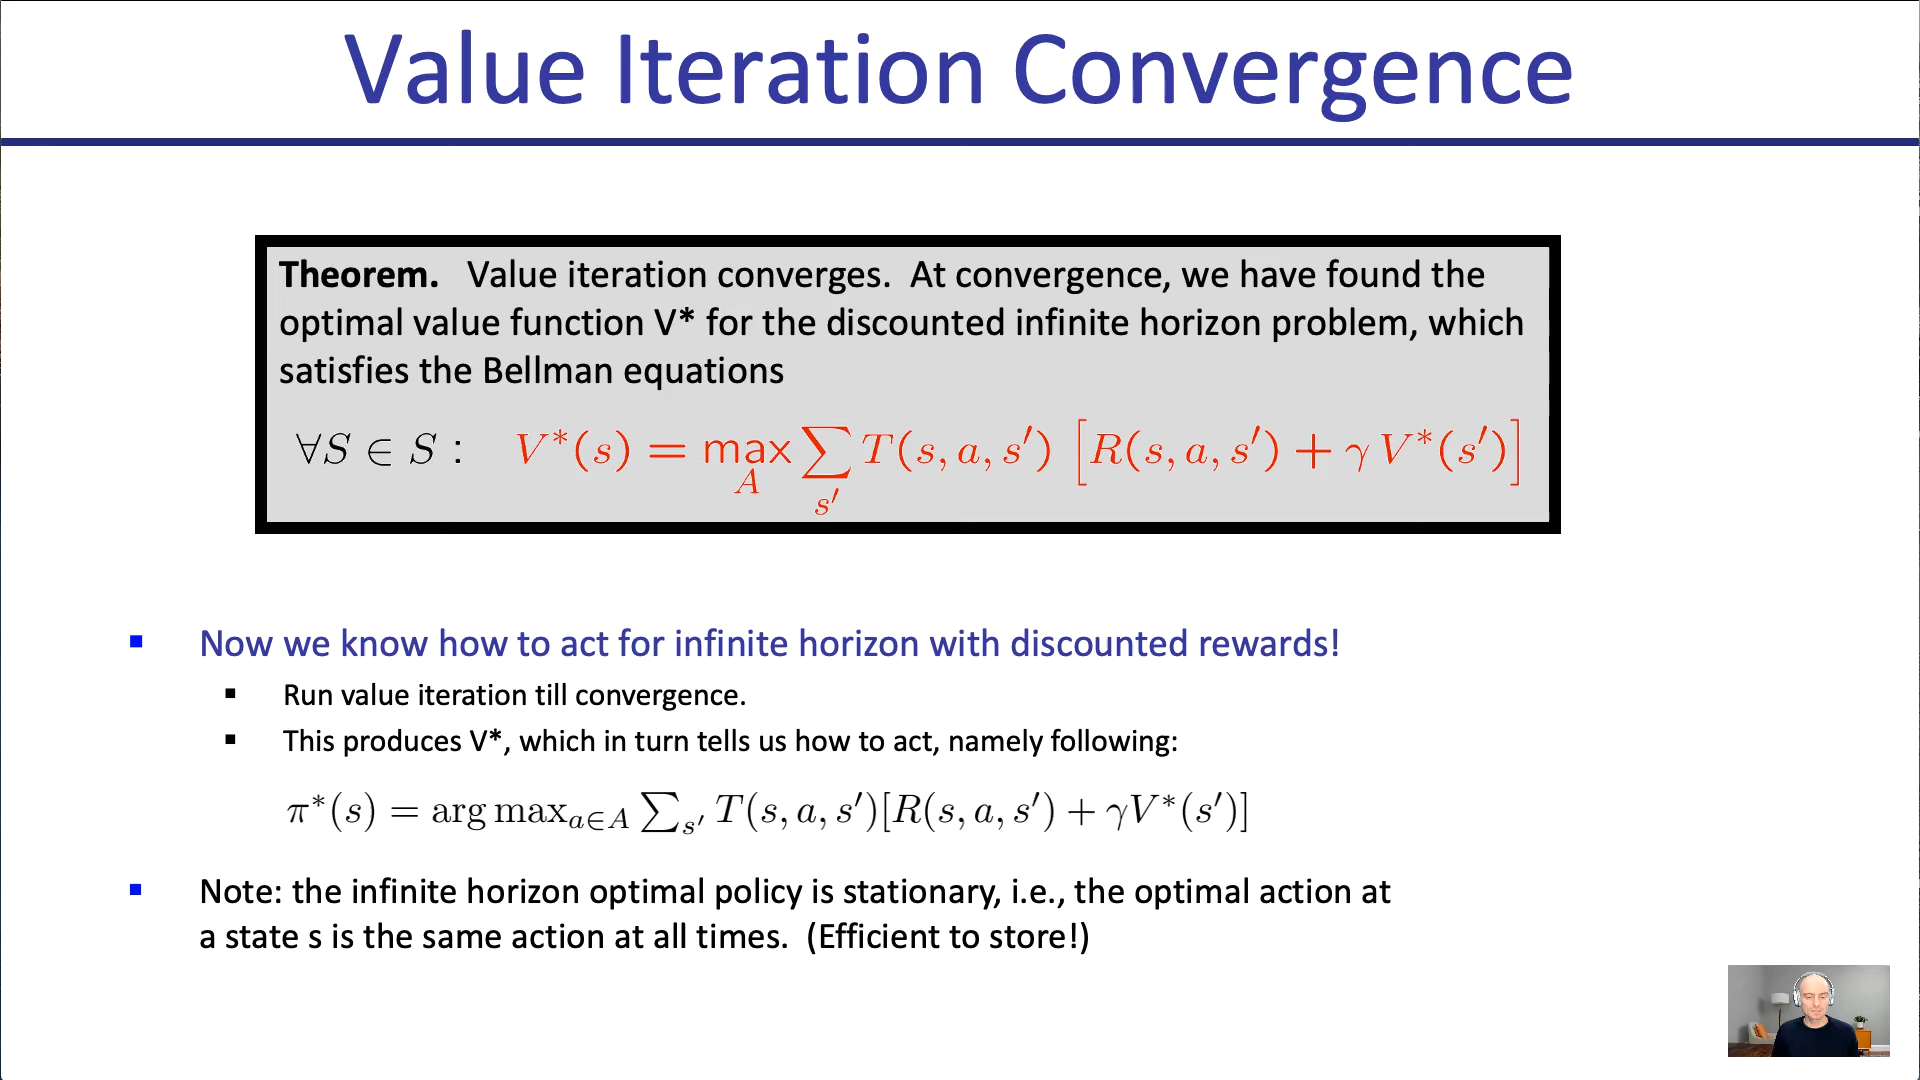 Value Iteration Convergence
Theorem. Value iteration converges. At convergence, we have found the
optimal value function V* for the discounted infinite horizon problem, which
satisfies the Bellman equations
∀S ∈ S : V*(s) = max_A ∑_{s′} T(s, a, s′) [R(s, a, s′) + γ V*(s′)]
▪ Now we know how to act for infinite horizon with discounted rewards!
▪ Run value iteration till convergence.
▪ This produces V*, which in turn tells us how to act, namely following:
π*(s) = arg max_{a∈A} ∑_{s′} T(s, a, s′)[R(s, a, s′) + γV*(s′)]
▪ Note: the infinite horizon optimal policy is stationary, i.e., the optimal action at
a state s is the same action at all times. (Efficient to store!)